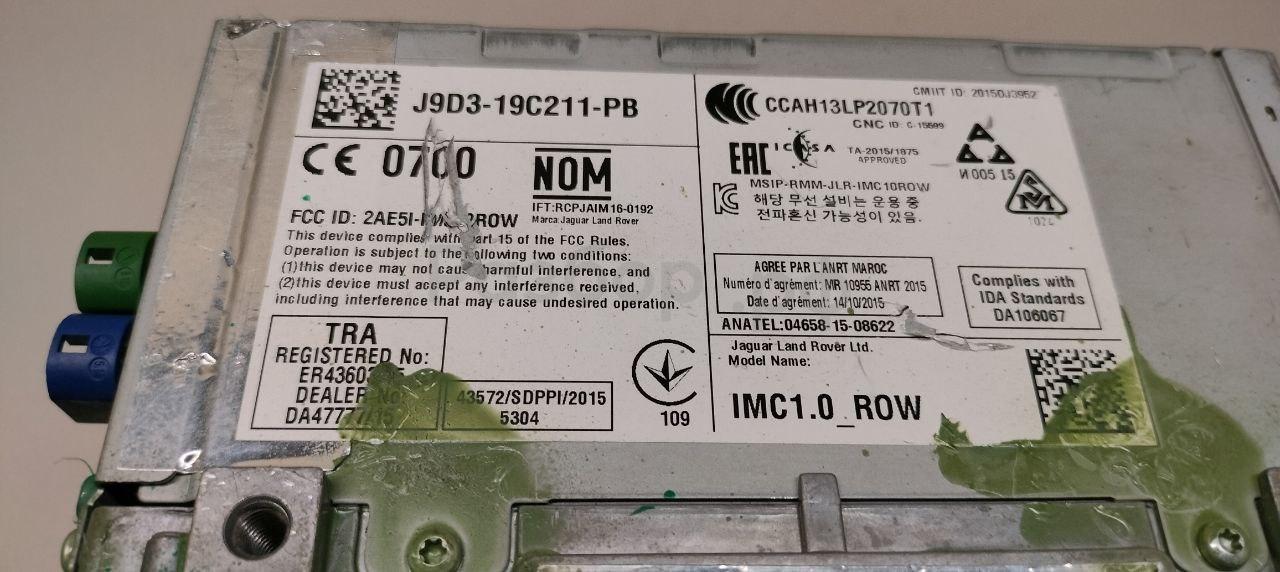 J9D3-19C211-PB
CE 0700
NOM
IFT:RCPJAIM16-0192
Marca:Jaguar Land Rover
FCC ID: 2AE5I-
This device complies with part 15 of the FCC Rules.
Operation is subject to the following two conditions:
(1)this device may not cause harmful interference, and
(2)this device must accept any interference received,
including interference that may cause undesired operation.
TRA
REGISTERED No:
DEALER No:
43572/SDPPI/2015
5304
109
CMIIT ID: 2015DJ3952
CCAH13LP2070T1
CNC ID: C-15599
EAC
ICASA
TA-2015/1875
APPROVED
И 005 15
MSIP-RMM-JLR-IMC10ROW
해당 무선 설비는 운용 중
전파혼신 가능성이 있음.
1024
AGREE PAR L'ANRT MAROC
Numéro d'agrément: MR 10955 ANRT 2015
Date d'agrément: 14/10/2015
Complies with
IDA Standards
DA106067
ANATEL:04658-15-08622
Jaguar Land Rover Ltd.
Model Name:
IMC1.0_ROW